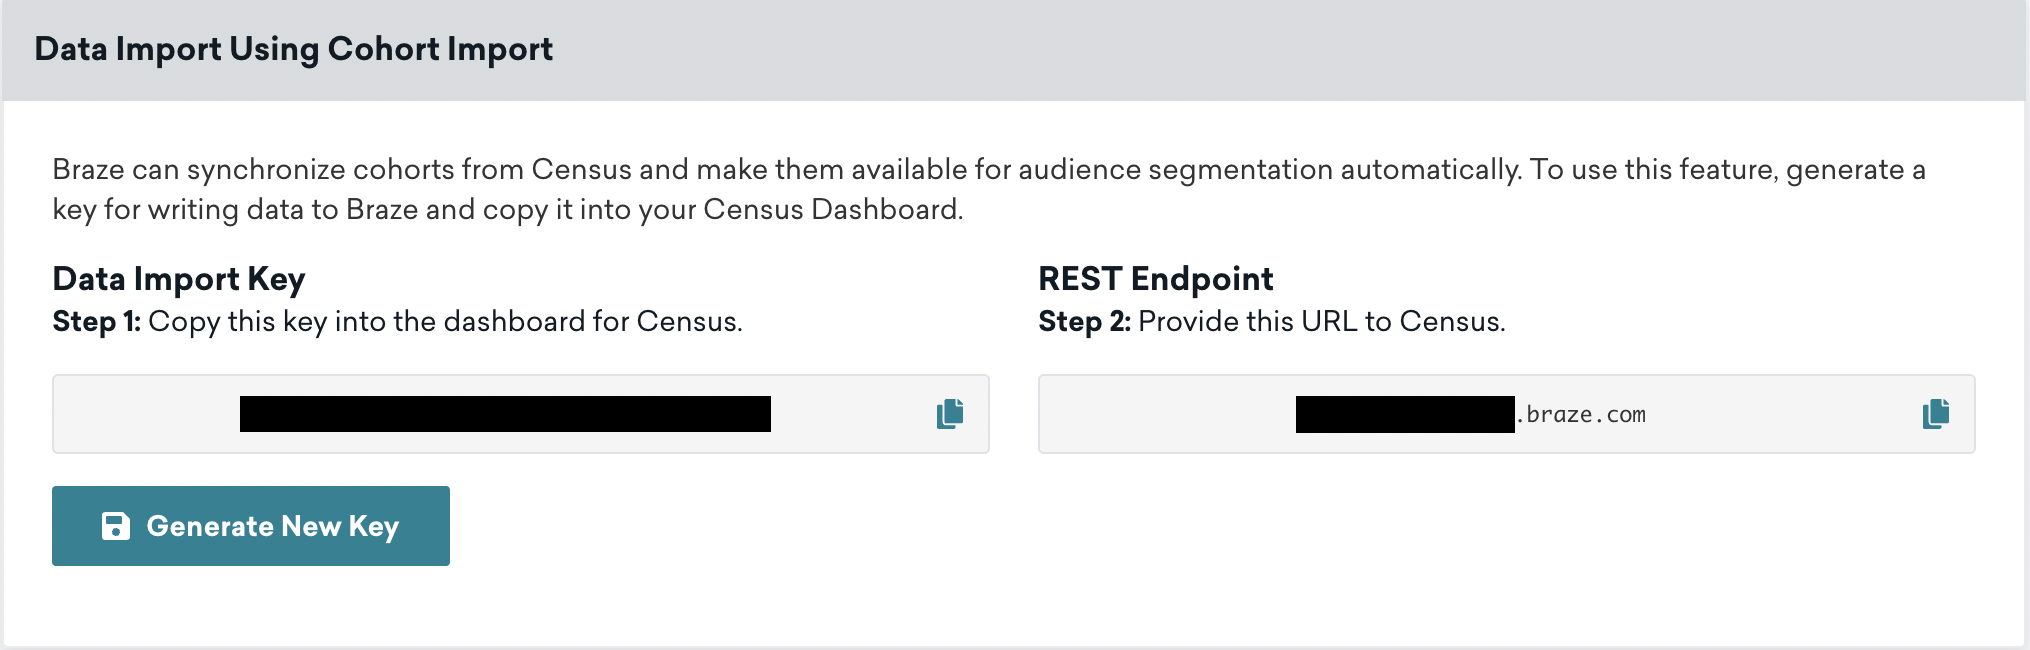 Data Import Using Cohort Import
Braze can synchronize cohorts from Census and make them available for audience segmentation automatically. To use this feature, generate a
key for writing data to Braze and copy it into your Census Dashboard.
Data Import Key
Step 1: Copy this key into the dashboard for Census.
REST Endpoint
Step 2: Provide this URL to Census.
.braze.com
Generate New Key